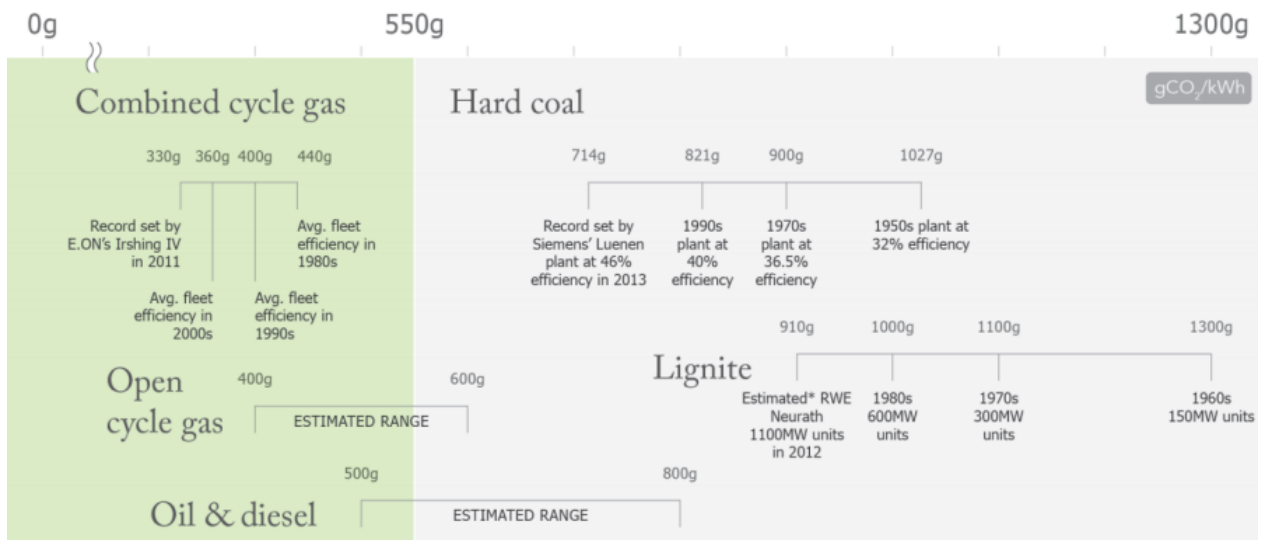 0g 550g 1300g
gCO₂/kWh
Combined cycle gas
330g 360g 400g 440g
Record set by
E.ON's Irshing IV
in 2011
Avg. fleet
efficiency in
1980s
Avg. fleet
efficiency in
2000s
Avg. fleet
efficiency in
1990s
Hard coal
714g 821g 900g 1027g
Record set by
Siemens' Luenen
plant at 46%
efficiency in 2013
1990s
plant at
40%
efficiency
1970s
plant at
36.5%
efficiency
1950s plant at
32% efficiency
Lignite
910g 1000g 1100g 1300g
Estimated* RWE
Neurath
1100MW units
in 2012
1980s
600MW
units
1970s
300MW
units
1960s
150MW units
Open
cycle gas
400g 600g
ESTIMATED RANGE
Oil & diesel
500g 800g
ESTIMATED RANGE